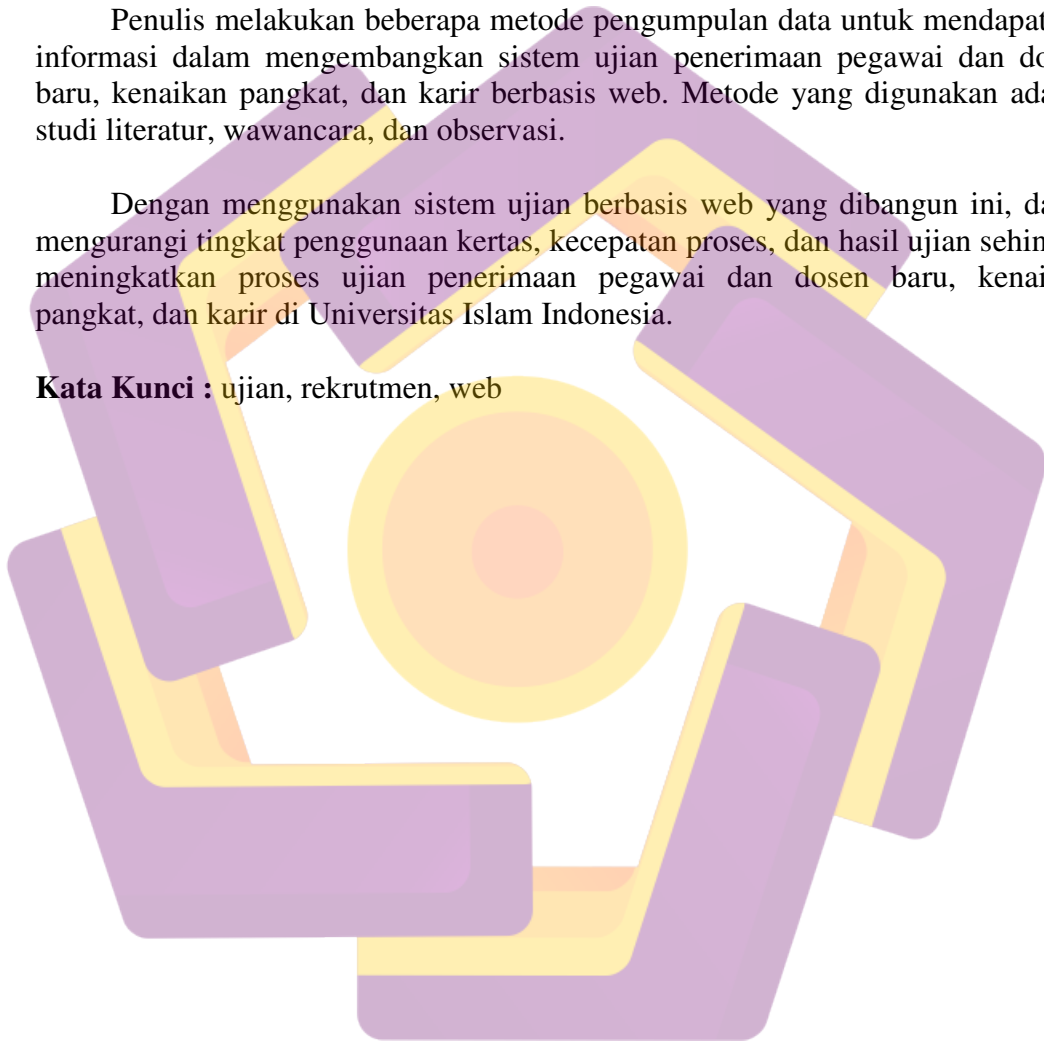 Penulis melakukan beberapa metode pengumpulan data untuk mendapat
informasi dalam mengembangkan sistem ujian penerimaan pegawai dan do
baru, kenaikan pangkat, dan karir berbasis web. Metode yang digunakan ada
studi literatur, wawancara, dan observasi.
Dengan menggunakan sistem ujian berbasis web yang dibangun ini, da
mengurangi tingkat penggunaan kertas, kecepatan proses, dan hasil ujian sehin
meningkatkan proses ujian penerimaan pegawai dan dosen baru, kenai
pangkat, dan karir di Universitas Islam Indonesia.
Kata Kunci : ujian, rekrutmen, web